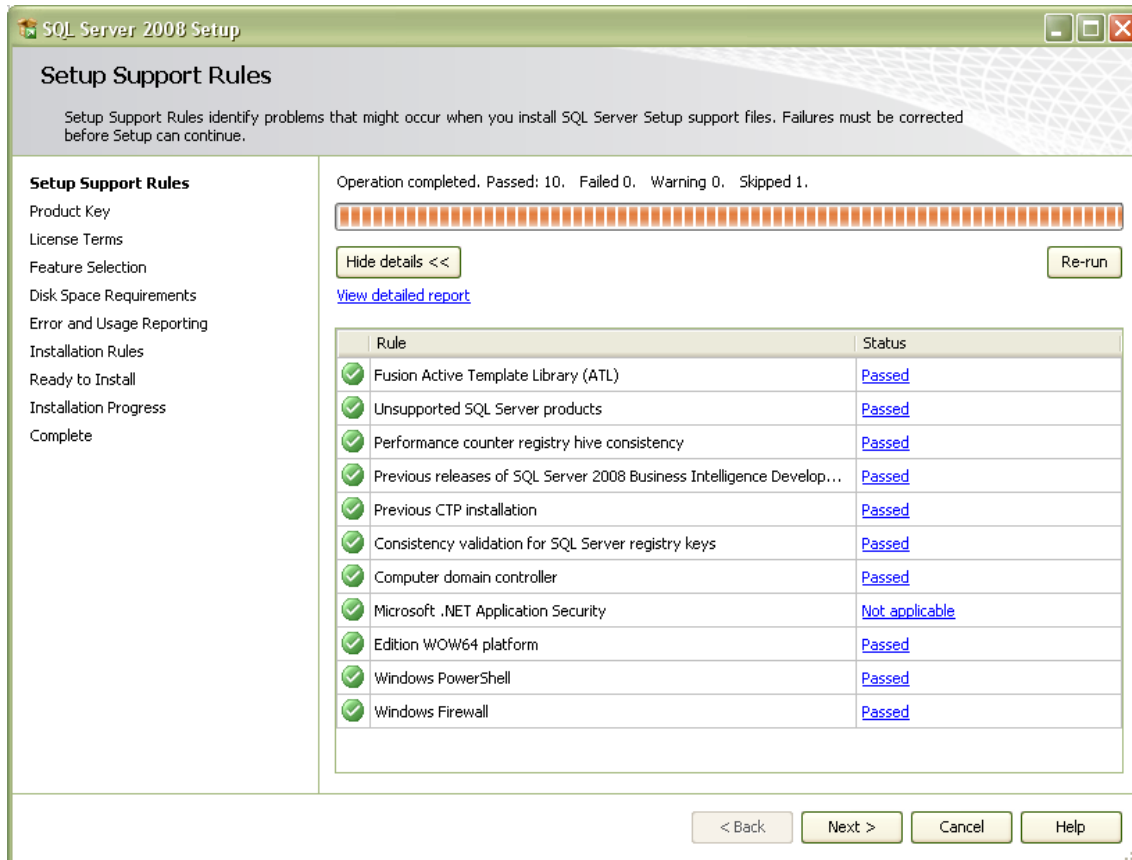 SQL Server 2008 Setup
Setup Support Rules
Setup Support Rules identify problems that might occur when you install SQL Server Setup support files. Failures must be corrected
before Setup can continue.
Setup Support Rules
Product Key
License Terms
Feature Selection
Disk Space Requirements
Error and Usage Reporting
Installation Rules
Ready to Install
Installation Progress
Complete
Operation completed. Passed: 10. Failed 0. Warning 0. Skipped 1.
Hide details << Re-run
View detailed report
Rule Status
Fusion Active Template Library (ATL) Passed
Unsupported SQL Server products Passed
Performance counter registry hive consistency Passed
Previous releases of SQL Server 2008 Business Intelligence Develop... Passed
Previous CTP installation Passed
Consistency validation for SQL Server registry keys Passed
Computer domain controller Passed
Microsoft .NET Application Security Not applicable
Edition WOW64 platform Passed
Windows PowerShell Passed
Windows Firewall Passed
< Back Next > Cancel Help